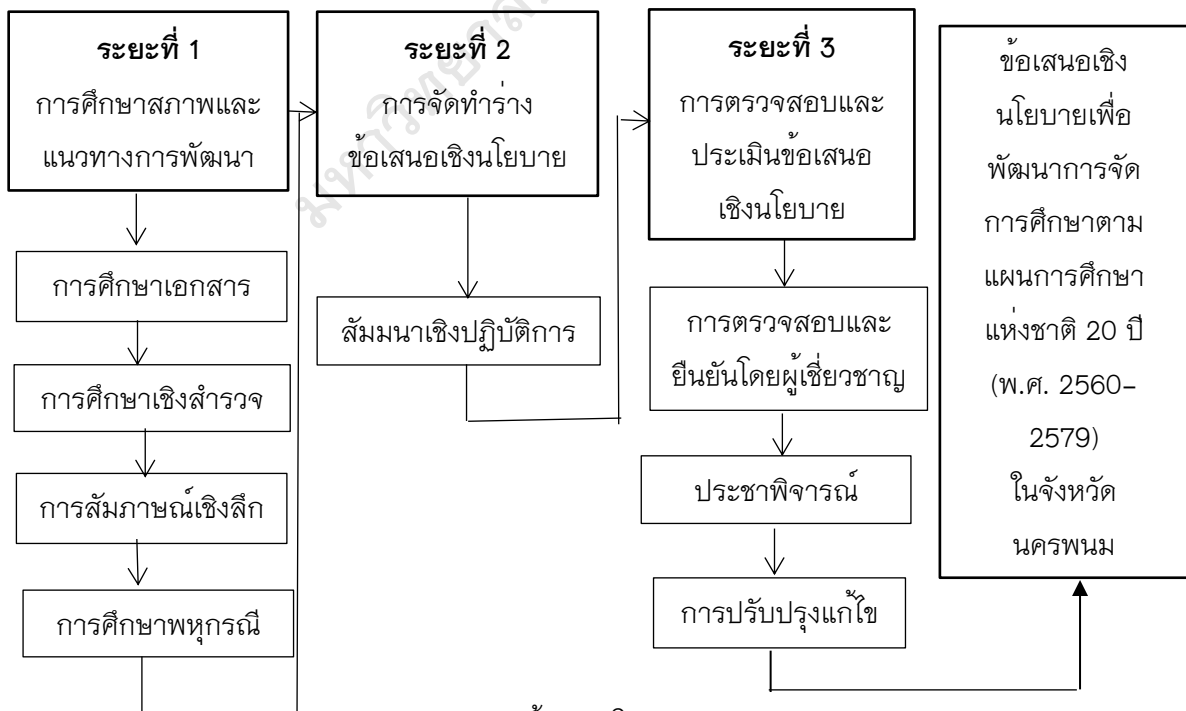 ระยะที่ 1
การศึกษาสภาพและ
แนวทางการพัฒนา
การศึกษาเอกสาร
การศึกษาเชิงสำรวจ
การสัมภาษณ์เชิงลึก
การศึกษาพหุกรณี
ระยะที่ 2
การจัดทำร่าง
ข้อเสนอเชิงนโยบาย
สัมมนาเชิงปฏิบัติการ
ระยะที่ 3
การตรวจสอบและ
ประเมินข้อเสนอ
เชิงนโยบาย
การตรวจสอบและ
ยืนยันโดยผู้เชี่ยวชาญ
ประชาพิจารณ์
การปรับปรุงแก้ไข
ข้อเสนอเชิง
นโยบายเพื่อ
พัฒนาการจัด
การศึกษาตาม
แผนการศึกษา
แห่งชาติ 20 ปี
(พ.ศ. 2560–
2579)
ในจังหวัด
นครพนม